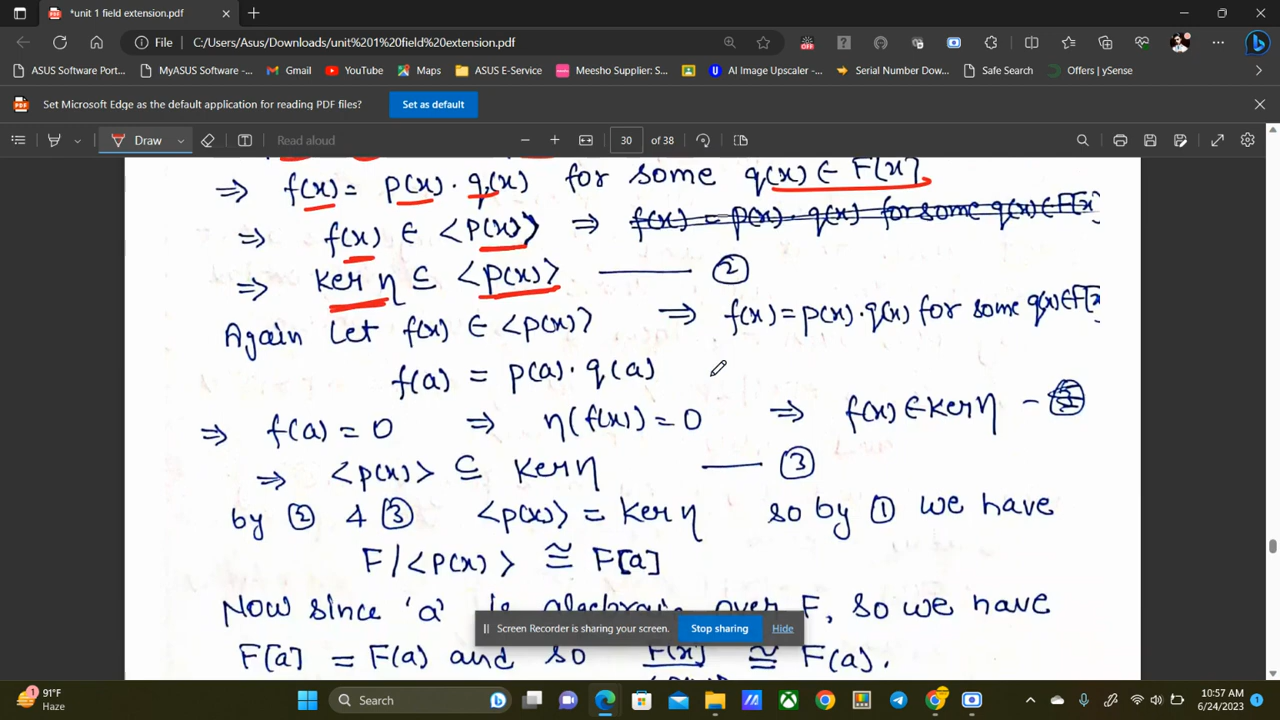 *unit 1 field extension.pdf
File C:/Users/Asus/Downloads/unit%201%20field%20extension.pdf
ASUS Software Port... MyASUS Software -... Gmail YouTube Maps ASUS E-Service Meesho Supplier: S... AI Image Upscaler -... Serial Number Dow... Safe Search Offers | ySense
Set Microsoft Edge as the default application for reading PDF files? Set as default
Draw Read aloud 30 of 38
⇒ f(x) = p(x) · q(x) for some q(x) ∈ F[x]
⇒ f(x) ∈ <P(x)> ⇒ f(x) = p(x) · q(x) for some q(x) ∈ F[x
⇒ ker η ⊆ <p(x)> —— ②
Again let f(x) ∈ <p(x)> ⇒ f(x) = p(x) · q(x) for some q(x) ∈ F[x
f(a) = p(a) · q(a)
⇒ f(a) = 0 ⇒ η(f(x)) = 0 ⇒ f(x) ∈ ker η -
⇒ <p(x)> ⊆ ker η —— ③
by ② & ③ <p(x)> = ker η so by ① we have
F/<p(x)> ≅ F[a]
Now since 'a' is algebraic over F, so we have
F[a] = F(a) and so F[x] ≅ F(a).
Screen Recorder is sharing your screen. Stop sharing Hide
1 91°F
Haze
Search
10:57 AM
6/24/2023